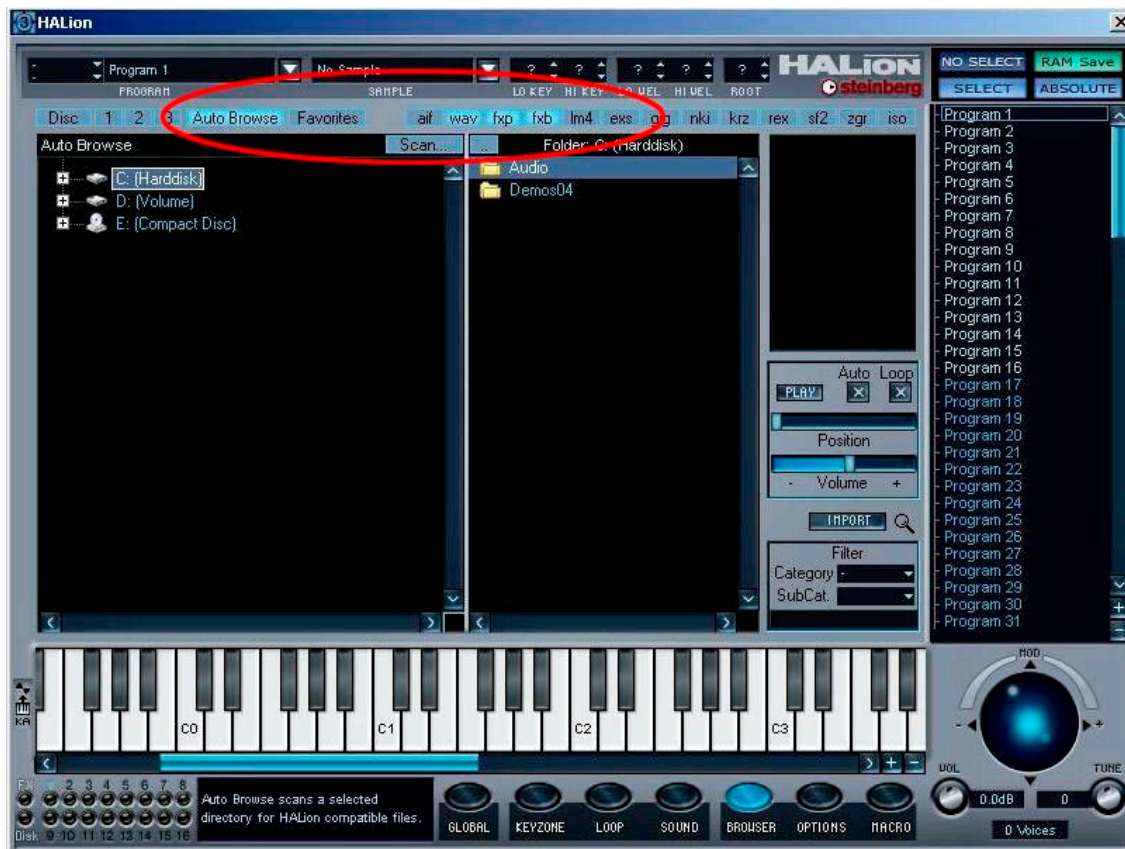 HALion
Program 1
No Sample
? ? ? ? ?
PROGRAM
SAMPLE
LO KEY HI KEY LO VEL HI VEL ROOT
HALion
steinberg
NO SELECT RAM Save
SELECT ABSOLUTE
Disc 1 2 3 Auto Browse Favorites aif wav fxp fxb lm4 exs gig nki krz rex sf2 zgr iso
Auto Browse Scan... .. Folder: C: (Harddisk)
C: (Harddisk)
D: (Volume)
E: (Compact Disc)
Audio
Demos04
Auto Loop
PLAY X X
Position
- Volume +
IMPORT
Filter
Category -
SubCat.
Program 1
Program 2
Program 3
Program 4
Program 5
Program 6
Program 7
Program 8
Program 9
Program 10
Program 11
Program 12
Program 13
Program 14
Program 15
Program 16
Program 17
Program 18
Program 19
Program 20
Program 21
Program 22
Program 23
Program 24
Program 25
Program 26
Program 27
Program 28
Program 29
Program 30
Program 31
KA
C0 C1 C2 C3
MOD
- +
VOL TUNE
0.0dB 0
0 Voices
FX 2 3 4 5 6 7 8
Disk 9 10 11 12 13 14 15 16
Auto Browse scans a selected
directory for HALion compatible files.
GLOBAL KEYZONE LOOP SOUND BROWSER OPTIONS MACRO